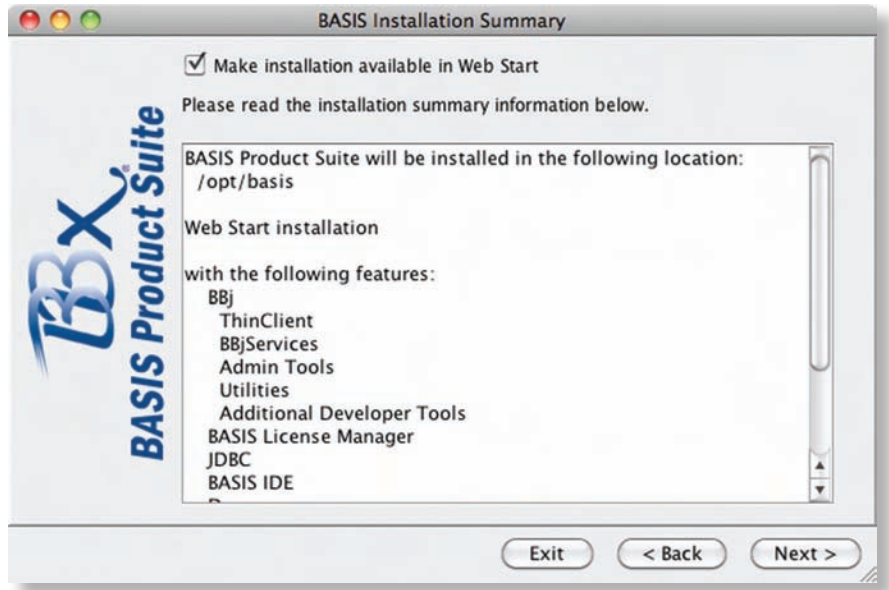 BASIS Installation Summary
Make installation available in Web Start
Please read the installation summary information below.
BBx®
BASIS Product Suite
BASIS Product Suite will be installed in the following location:
/opt/basis
Web Start installation
with the following features:
BBj
ThinClient
BBjServices
Admin Tools
Utilities
Additional Developer Tools
BASIS License Manager
JDBC
BASIS IDE
Exit
< Back
Next >